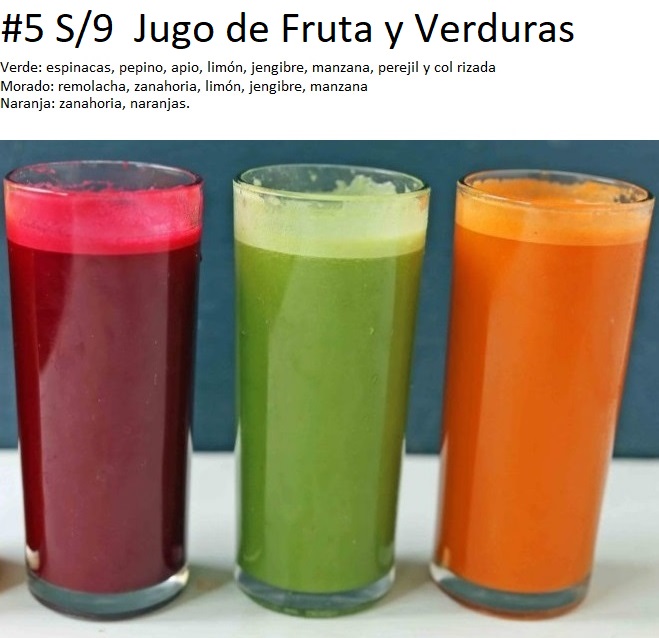 #5 S/9  Jugo de Fruta y Verduras
Verde: espinacas, pepino, apio, limón, jengibre, manzana, perejil y col rizada
Morado: remolacha, zanahoria, limón, jengibre, manzana
Naranja: zanahoria, naranjas.